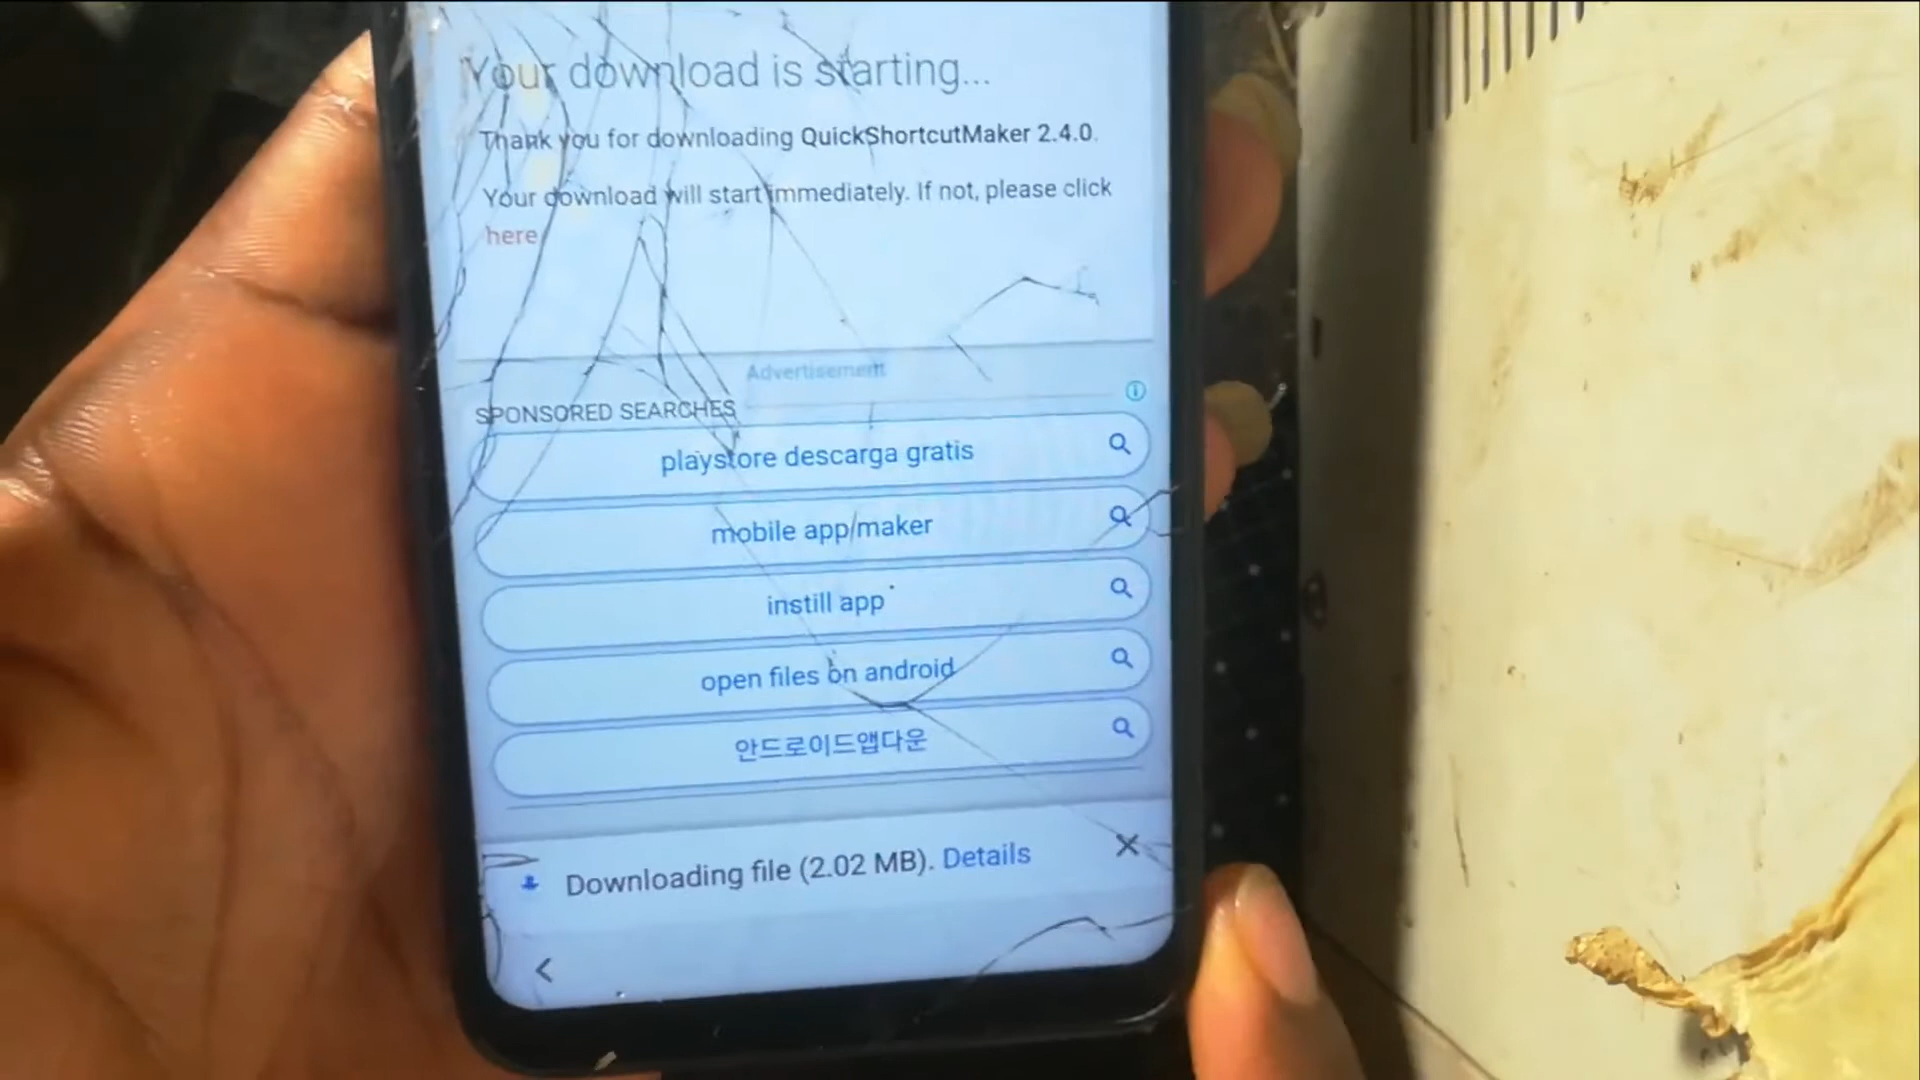 Your download is starting...
Thank you for downloading QuickShortcutMaker 2.4.0.
Your download will start immediately. If not, please click
here
Advertisement
SPONSORED SEARCHES
playstore descarga gratis
mobile app maker
instill app
open files on android
안드로이드앱다운
Downloading file (2.02 MB). Details